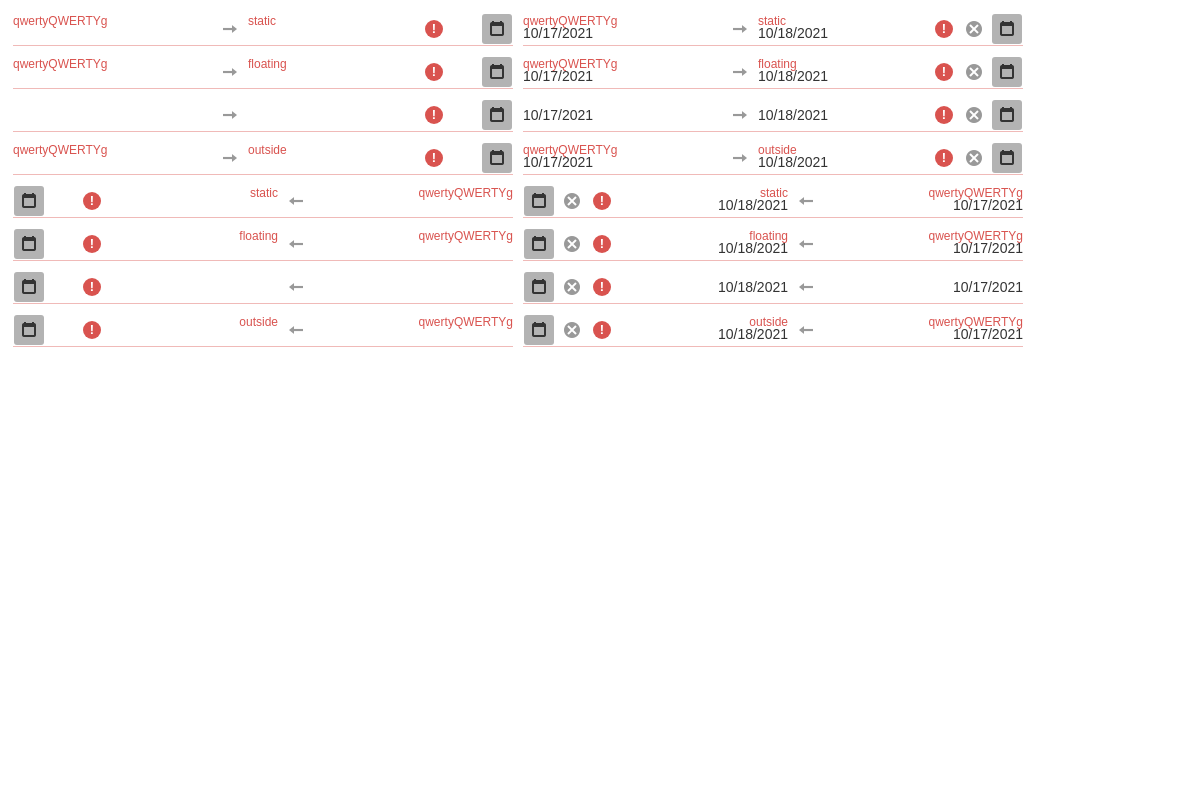 qwertyQWERTYg static ! qwertyQWERTYg static !
10/17/2021 10/18/2021
qwertyQWERTYg floating ! qwertyQWERTYg floating !
10/17/2021 10/18/2021
! 10/17/2021 10/18/2021 !
qwertyQWERTYg outside ! qwertyQWERTYg outside !
10/17/2021 10/18/2021
! static qwertyQWERTYg ! static qwertyQWERTYg
10/18/2021 10/17/2021
! floating qwertyQWERTYg ! floating qwertyQWERTYg
10/18/2021 10/17/2021
! ! 10/18/2021 10/17/2021
! outside qwertyQWERTYg ! outside qwertyQWERTYg
10/18/2021 10/17/2021